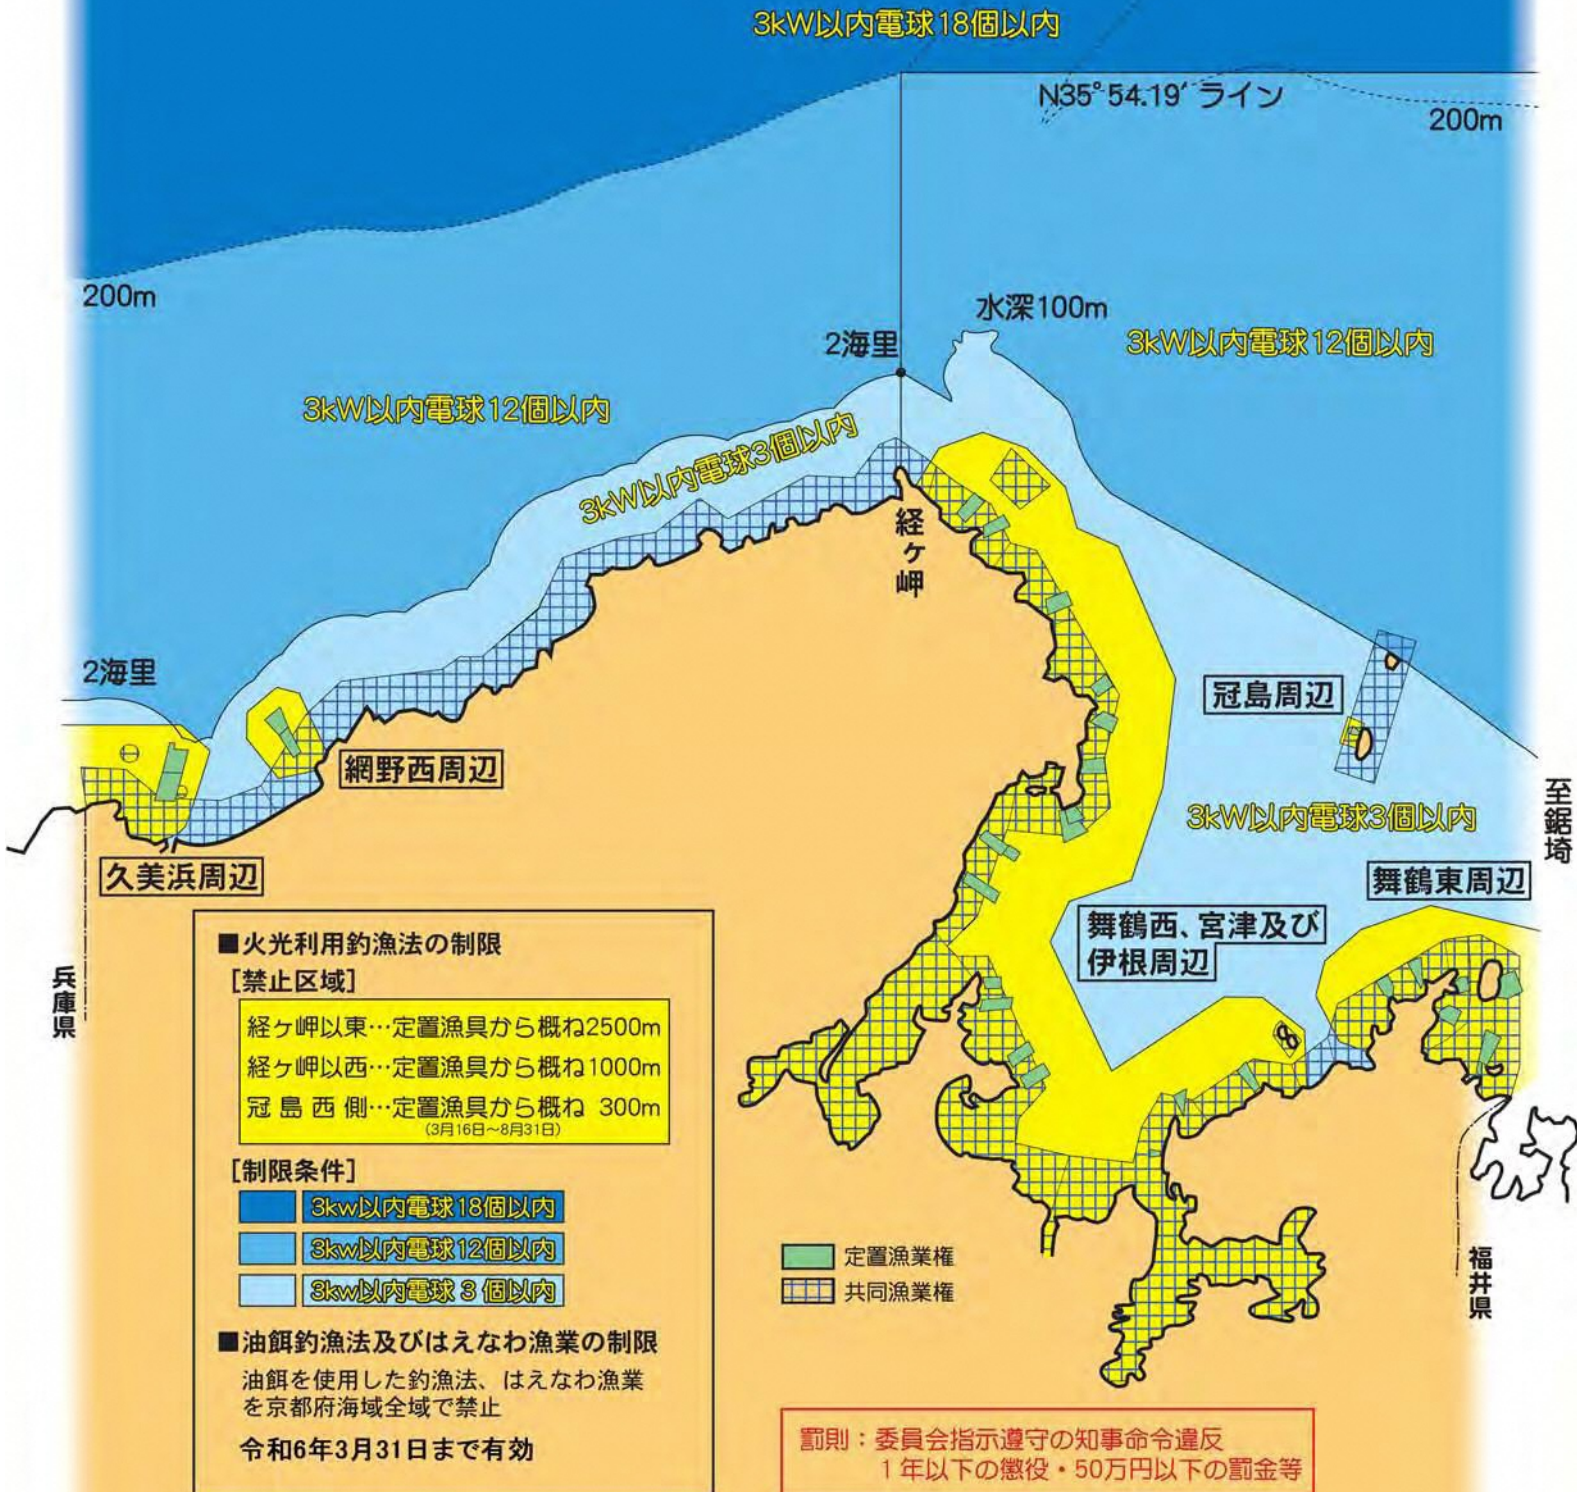 3kW以内電球18個以内
N35°54.19′ライン
200m
200m
水深100m
2海里
3kW以内電球12個以内
3kW以内電球12個以内
3kW以内電球3個以内
経ヶ岬
2海里
冠島周辺
網野西周辺
至鋸埼
3kW以内電球3個以内
久美浜周辺
舞鶴東周辺
舞鶴西、宮津及び
伊根周辺
兵庫県
■火光利用釣漁法の制限
[禁止区域]
経ヶ岬以東…定置漁具から概ね2500m
経ヶ岬以西…定置漁具から概ね1000m
冠島西側…定置漁具から概ね 300m
(3月16日〜8月31日)
[制限条件]
3kw以内電球18個以内
3kw以内電球12個以内
3kw以内電球3個以内
定置漁業権
共同漁業権
福井県
■油餌釣漁法及びはえなわ漁業の制限
油餌を使用した釣漁法、はえなわ漁業
を京都府海域全域で禁止
令和6年3月31日まで有効
罰則：委員会指示遵守の知事命令違反
1年以下の懲役・50万円以下の罰金等